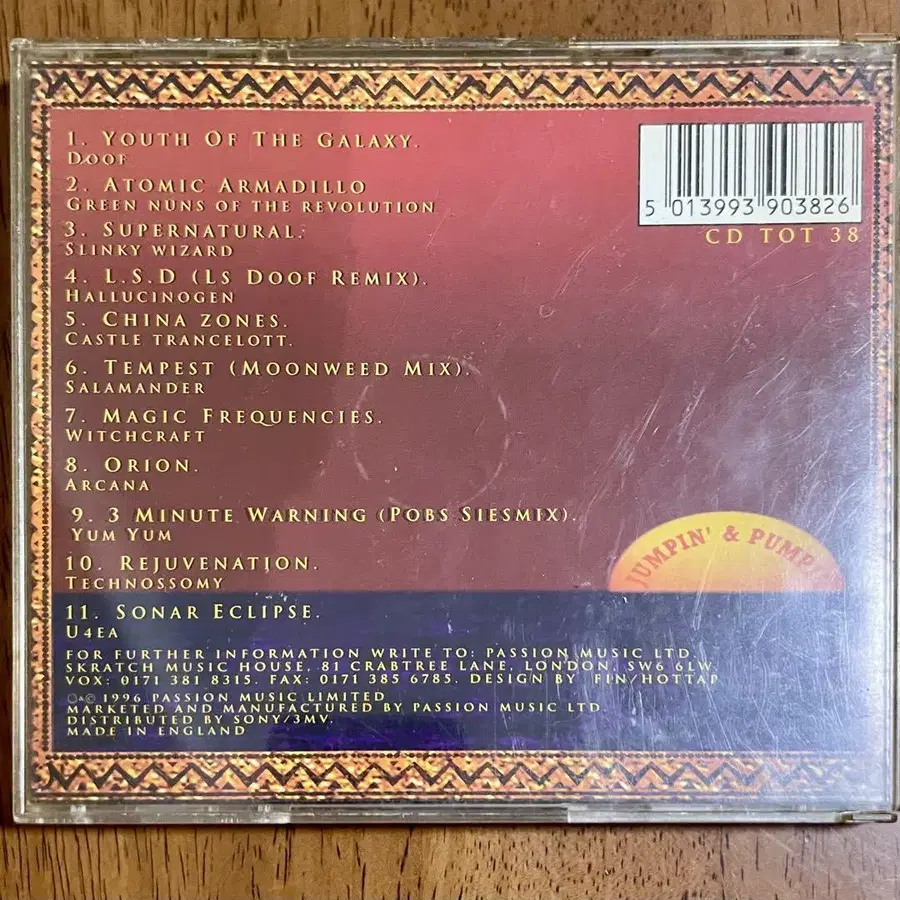 1. YOUTH OF THE GALAXY.
DOOF
2. ATOMIC ARMADILLO
GREEN NUNS OF THE REVOLUTION
3. SUPERNATURAL.
SLINKY WIZARD
4. L.S.D (LS DOOF REMIX).
HALLUCINOGEN
5. CHINA ZONES.
CASTLE TRANCELOTT.
6. TEMPEST (MOONWEED MIX).
SALAMANDER
7. MAGIC FREQUENCIES.
WITCHCRAFT
8. ORION.
ARCANA
9. 3 MINUTE WARNING (POBS SIESMIX).
YUM YUM
10. REJUVENATION.
TECHNOSSOMY
11. SONAR ECLIPSE.
U4EA
FOR FURTHER INFORMATION WRITE TO: PASSION MUSIC LTD.
SKRATCH MUSIC HOUSE, 81 CRABTREE LANE, LONDON, SW6 6LW.
VOX: 0171 381 8315. FAX: 0171 385 6785. DESIGN BY FIN/HOTTAP
℗&© 1996 PASSION MUSIC LIMITED
MARKETED AND MANUFACTURED BY PASSION MUSIC LTD.
DISTRIBUTED BY SONY/3MV.
MADE IN ENGLAND
5 013993 903826
CD TOT 38
JUMPIN' & PUMPIN'